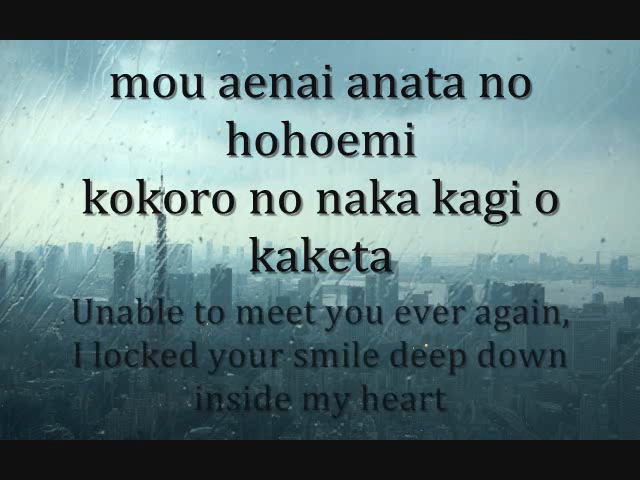 mou aenai anata no
hohoemi
kokoro no naka kagi o
kaketa
Unable to meet you ever again,
I locked your smile deep down
inside my heart